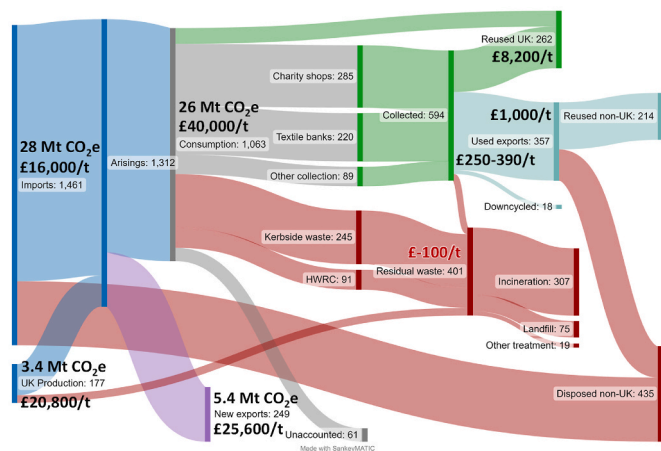 Reused UK: 262
£8,200/t
Charity shops: 285
26 Mt CO2e
£40,000/t
Consumption: 1,063
Collected: 594
£1,000/t
Reused non-UK: 214
Used exports: 357
£250-390/t
28 Mt CO2e
£16,000/t
Imports: 1,461
Arisings: 1,312
Textile banks: 220
Other collection: 89
Downcycled: 18
Kerbside waste: 245
£-100/t
Residual waste: 401
HWRC: 91
Incineration: 307
Landfill: 75
Other treatment: 19
3.4 Mt CO2e
UK Production: 177
£20,800/t
5.4 Mt CO2e
New exports: 249
£25,600/t
Disposed non-UK: 435
Unaccounted: 61
Made with SankeyMATIC